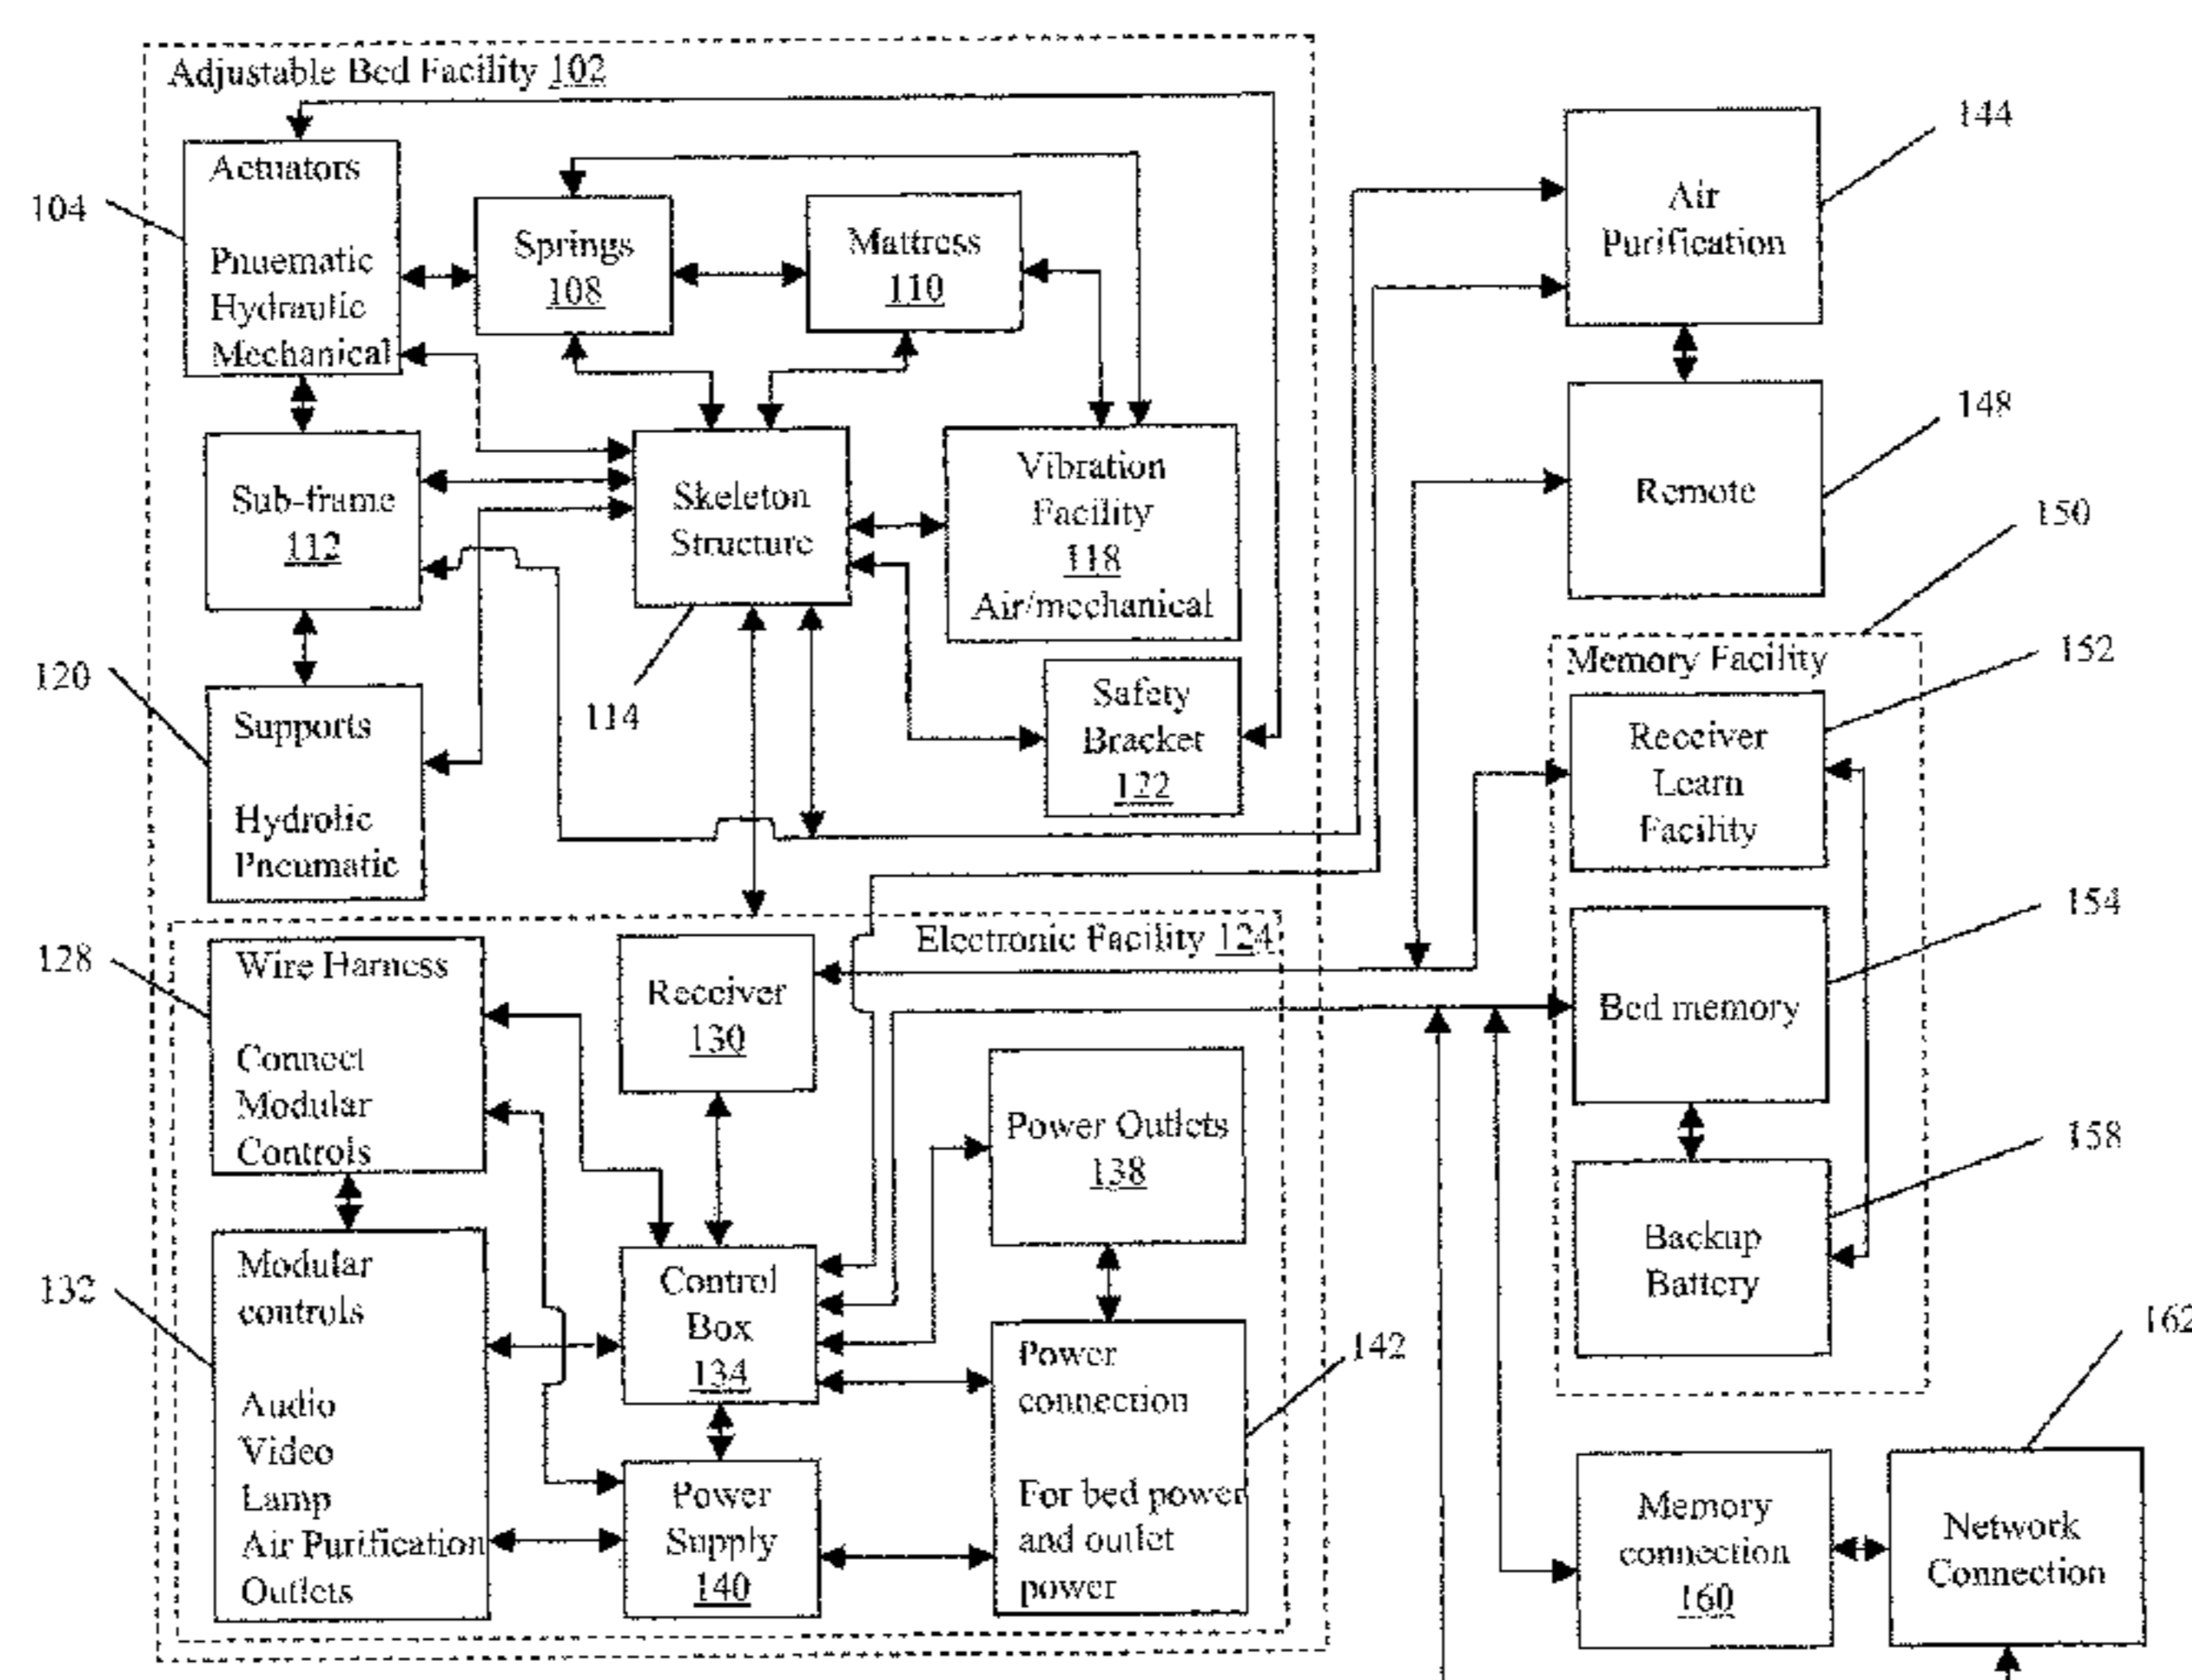 Adjustable Bed Facility 102
Actuators
Pnuematic
Hydraulic
Mechanical
104
Springs
108
Mattress
110
Air
Purification
144
Sub-frame
112
Skeleton
Structure
114
Vibration
Facility
118
Air/mechanical
Remote
148
150
Supports
Hydrolic
Pneumatic
120
Safety
Bracket
122
Memory Facility
Receiver
Learn
Facility
152
Electronic Facility 124
Wire Harness
Connect
Modular
Controls
128
Receiver
130
Bed memory
154
Power Outlets
138
Backup
Battery
158
Modular
controls
Audio
Video
Lamp
Air Purification
Outlets
132
Control
Box
134
Power
connection
For bed power
and outlet
power
142
Power
Supply
140
Memory
connection
160
Network
Connection
162